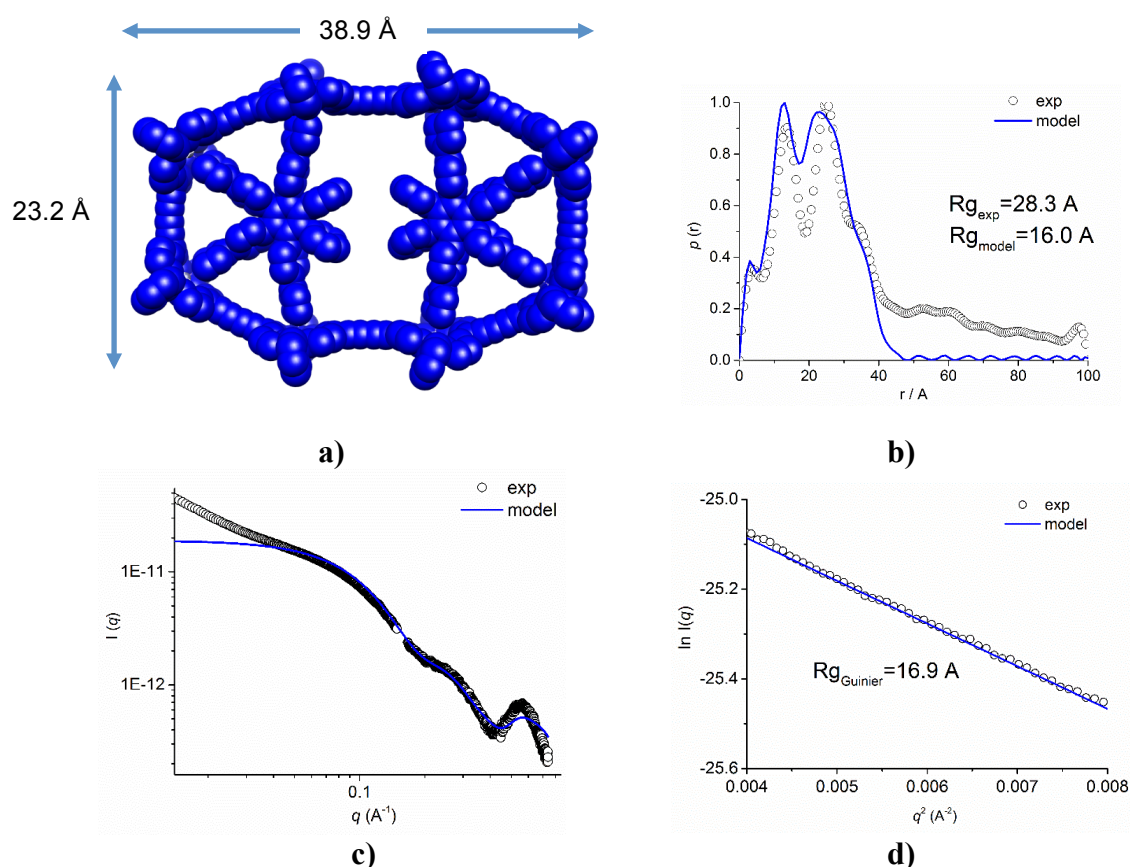 38.9 Å
23.2 Å
a)
exp
model
1.0
0.8
0.6
0.4
0.2
0.0
p (r)
Rg_exp=28.3 A
Rg_model=16.0 A
0 20 40 60 80 100
r / A
b)
exp
model
1E-11
1E-12
I (q)
0.1
q (A⁻¹)
c)
exp
model
-25.0
-25.2
-25.4
-25.6
ln I(q)
Rg_Guinier=16.9 A
0.004 0.005 0.006 0.007 0.008
q² (A⁻²)
d)